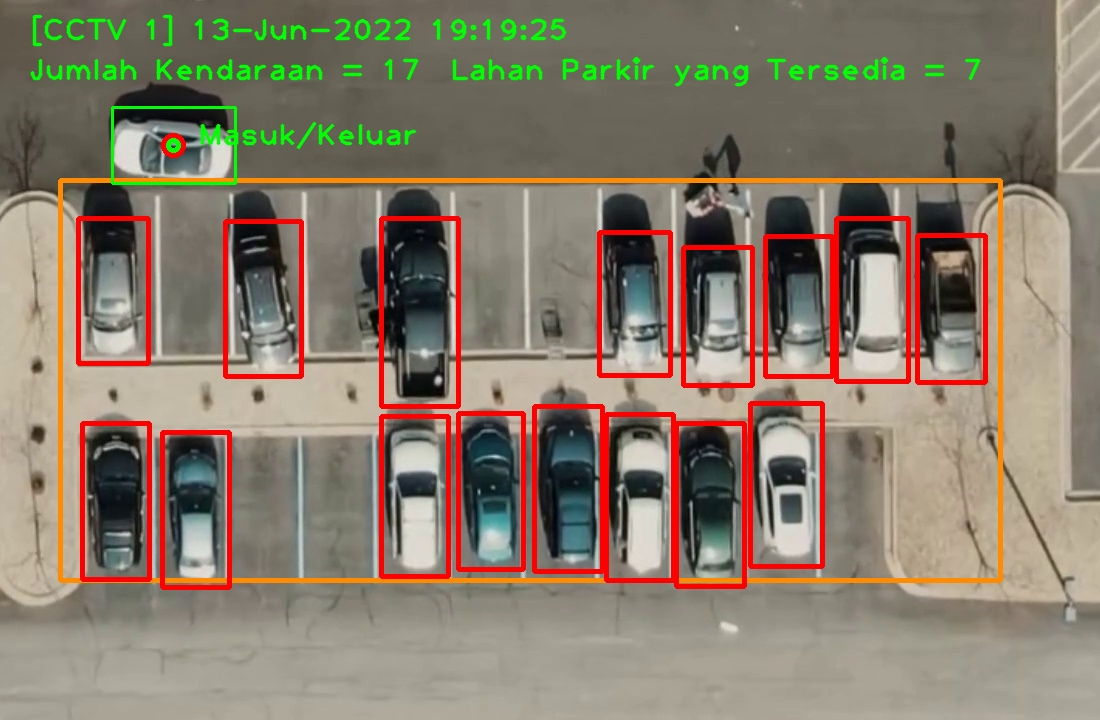 [CCTV 1] 13-Jun-2022 19:19:25
Jumlah Kendaraan = 17 Lahan Parkir yang Tersedia = 7
Masuk/Keluar